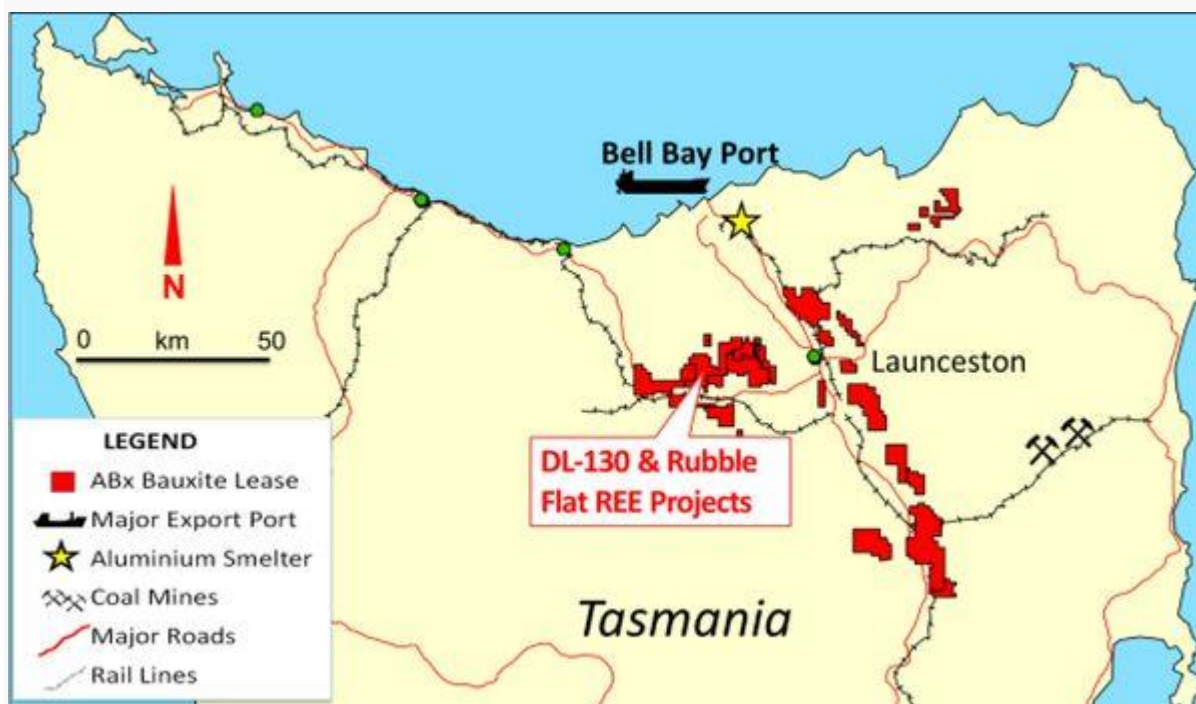 Bell Bay Port
N
0 km 50
Launceston
DL-130 & Rubble
Flat REE Projects
Tasmania
LEGEND
ABx Bauxite Lease
Major Export Port
Aluminium Smelter
Coal Mines
Major Roads
Rail Lines